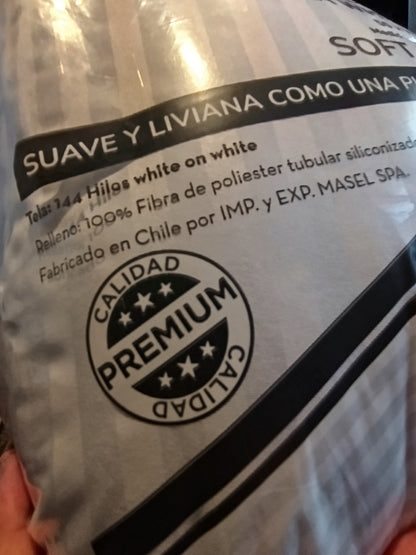 SOFT
SUAVE Y LIVIANA COMO UNA
Tela: 144 Hilos white on white
Relleno: 100% Fibra de poliester tubular siliconizado
Fabricado en Chile por IMP. y EXP. MASEL SPA.
CALIDAD
PREMIUM
CALIDAD